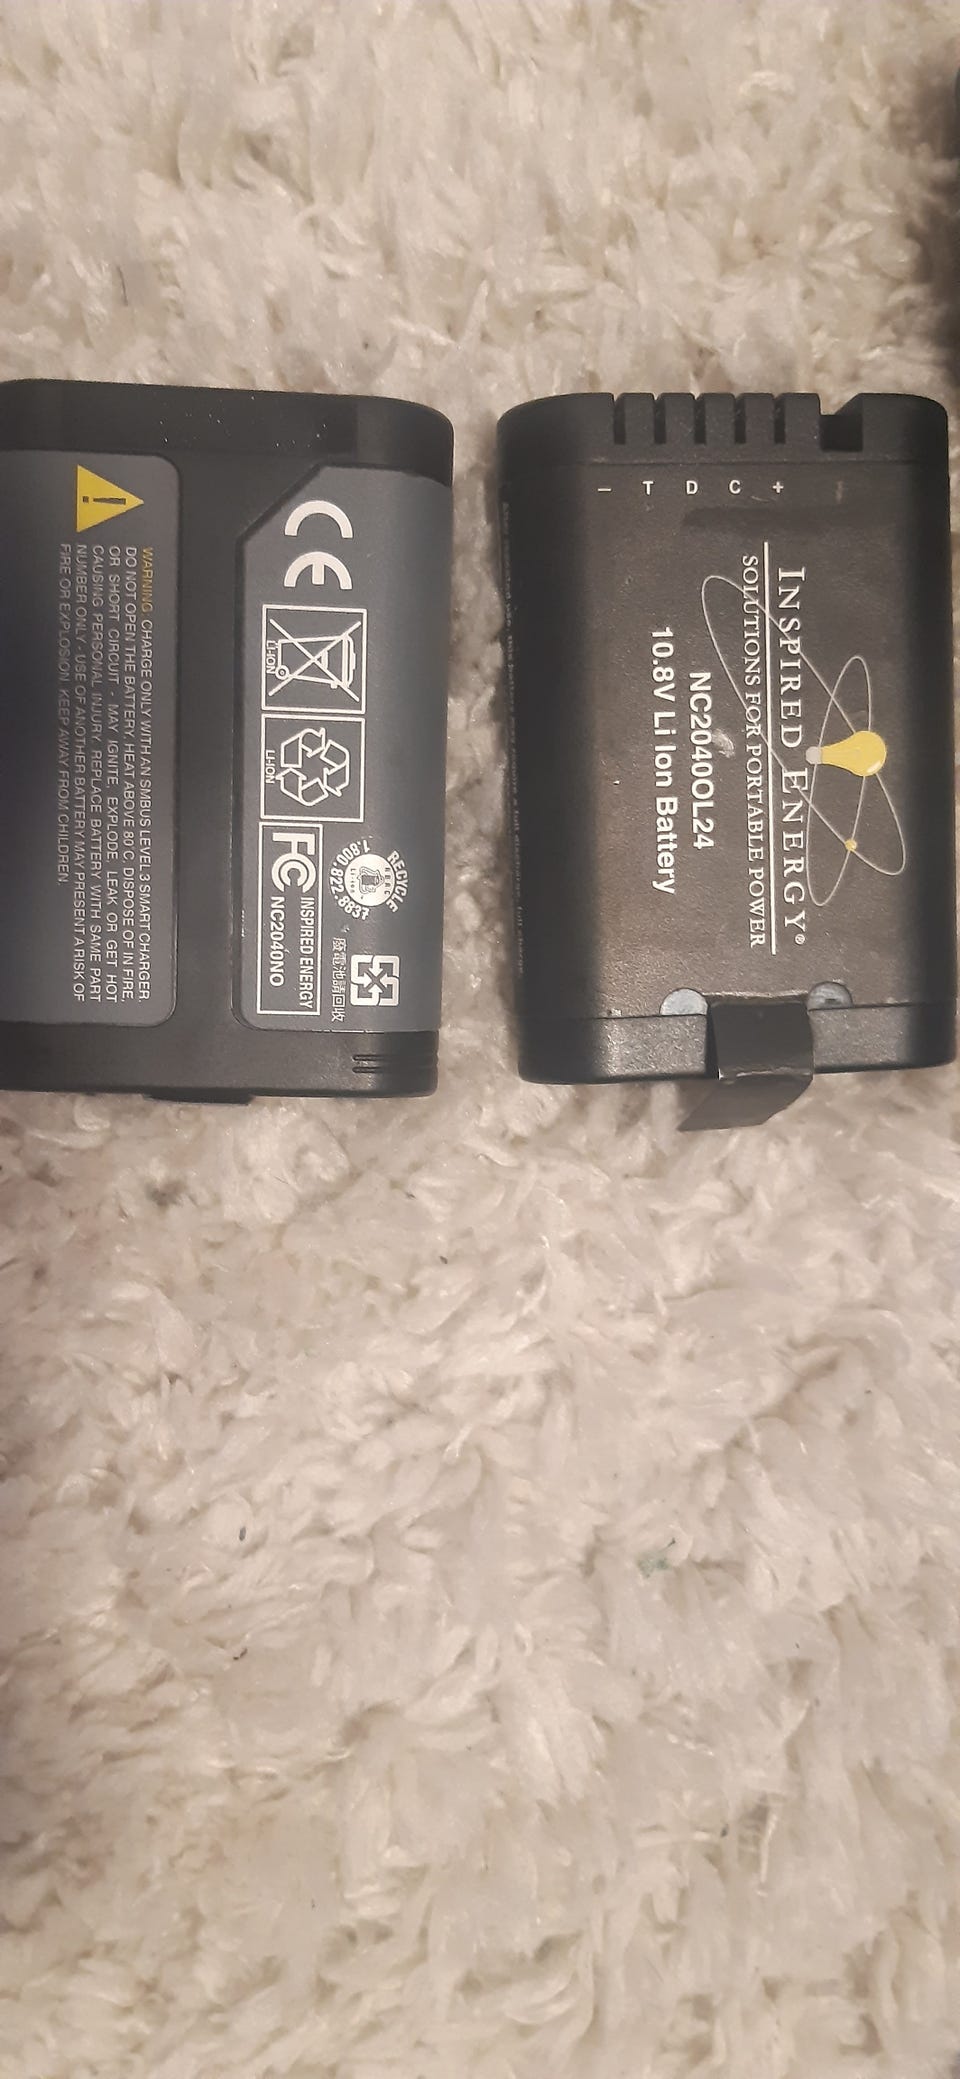 WARNING: CHARGE ONLY WITH AN SMBUS LEVEL 3 SMART CHARGER.
DO NOT OPEN THE BATTERY, HEAT ABOVE 80°C, DISPOSE OF IN FIRE,
OR SHORT CIRCUIT - MAY IGNITE, EXPLODE, LEAK OR GET HOT
CAUSING PERSONAL INJURY. REPLACE BATTERY WITH SAME PART
NUMBER ONLY - USE OF ANOTHER BATTERY MAY PRESENT A RISK OF
FIRE OR EXPLOSION. KEEP AWAY FROM CHILDREN.
CE
LI-ION
LI-ION
RECYCLE
RBRC
Li-ion
1.800.822.8837
廢電池請回收
FC
INSPIRED ENERGY
NC2040NO
− T D C +
INSPIRED ENERGY®
SOLUTIONS FOR PORTABLE POWER
NC2040OL24
10.8V Li Ion Battery